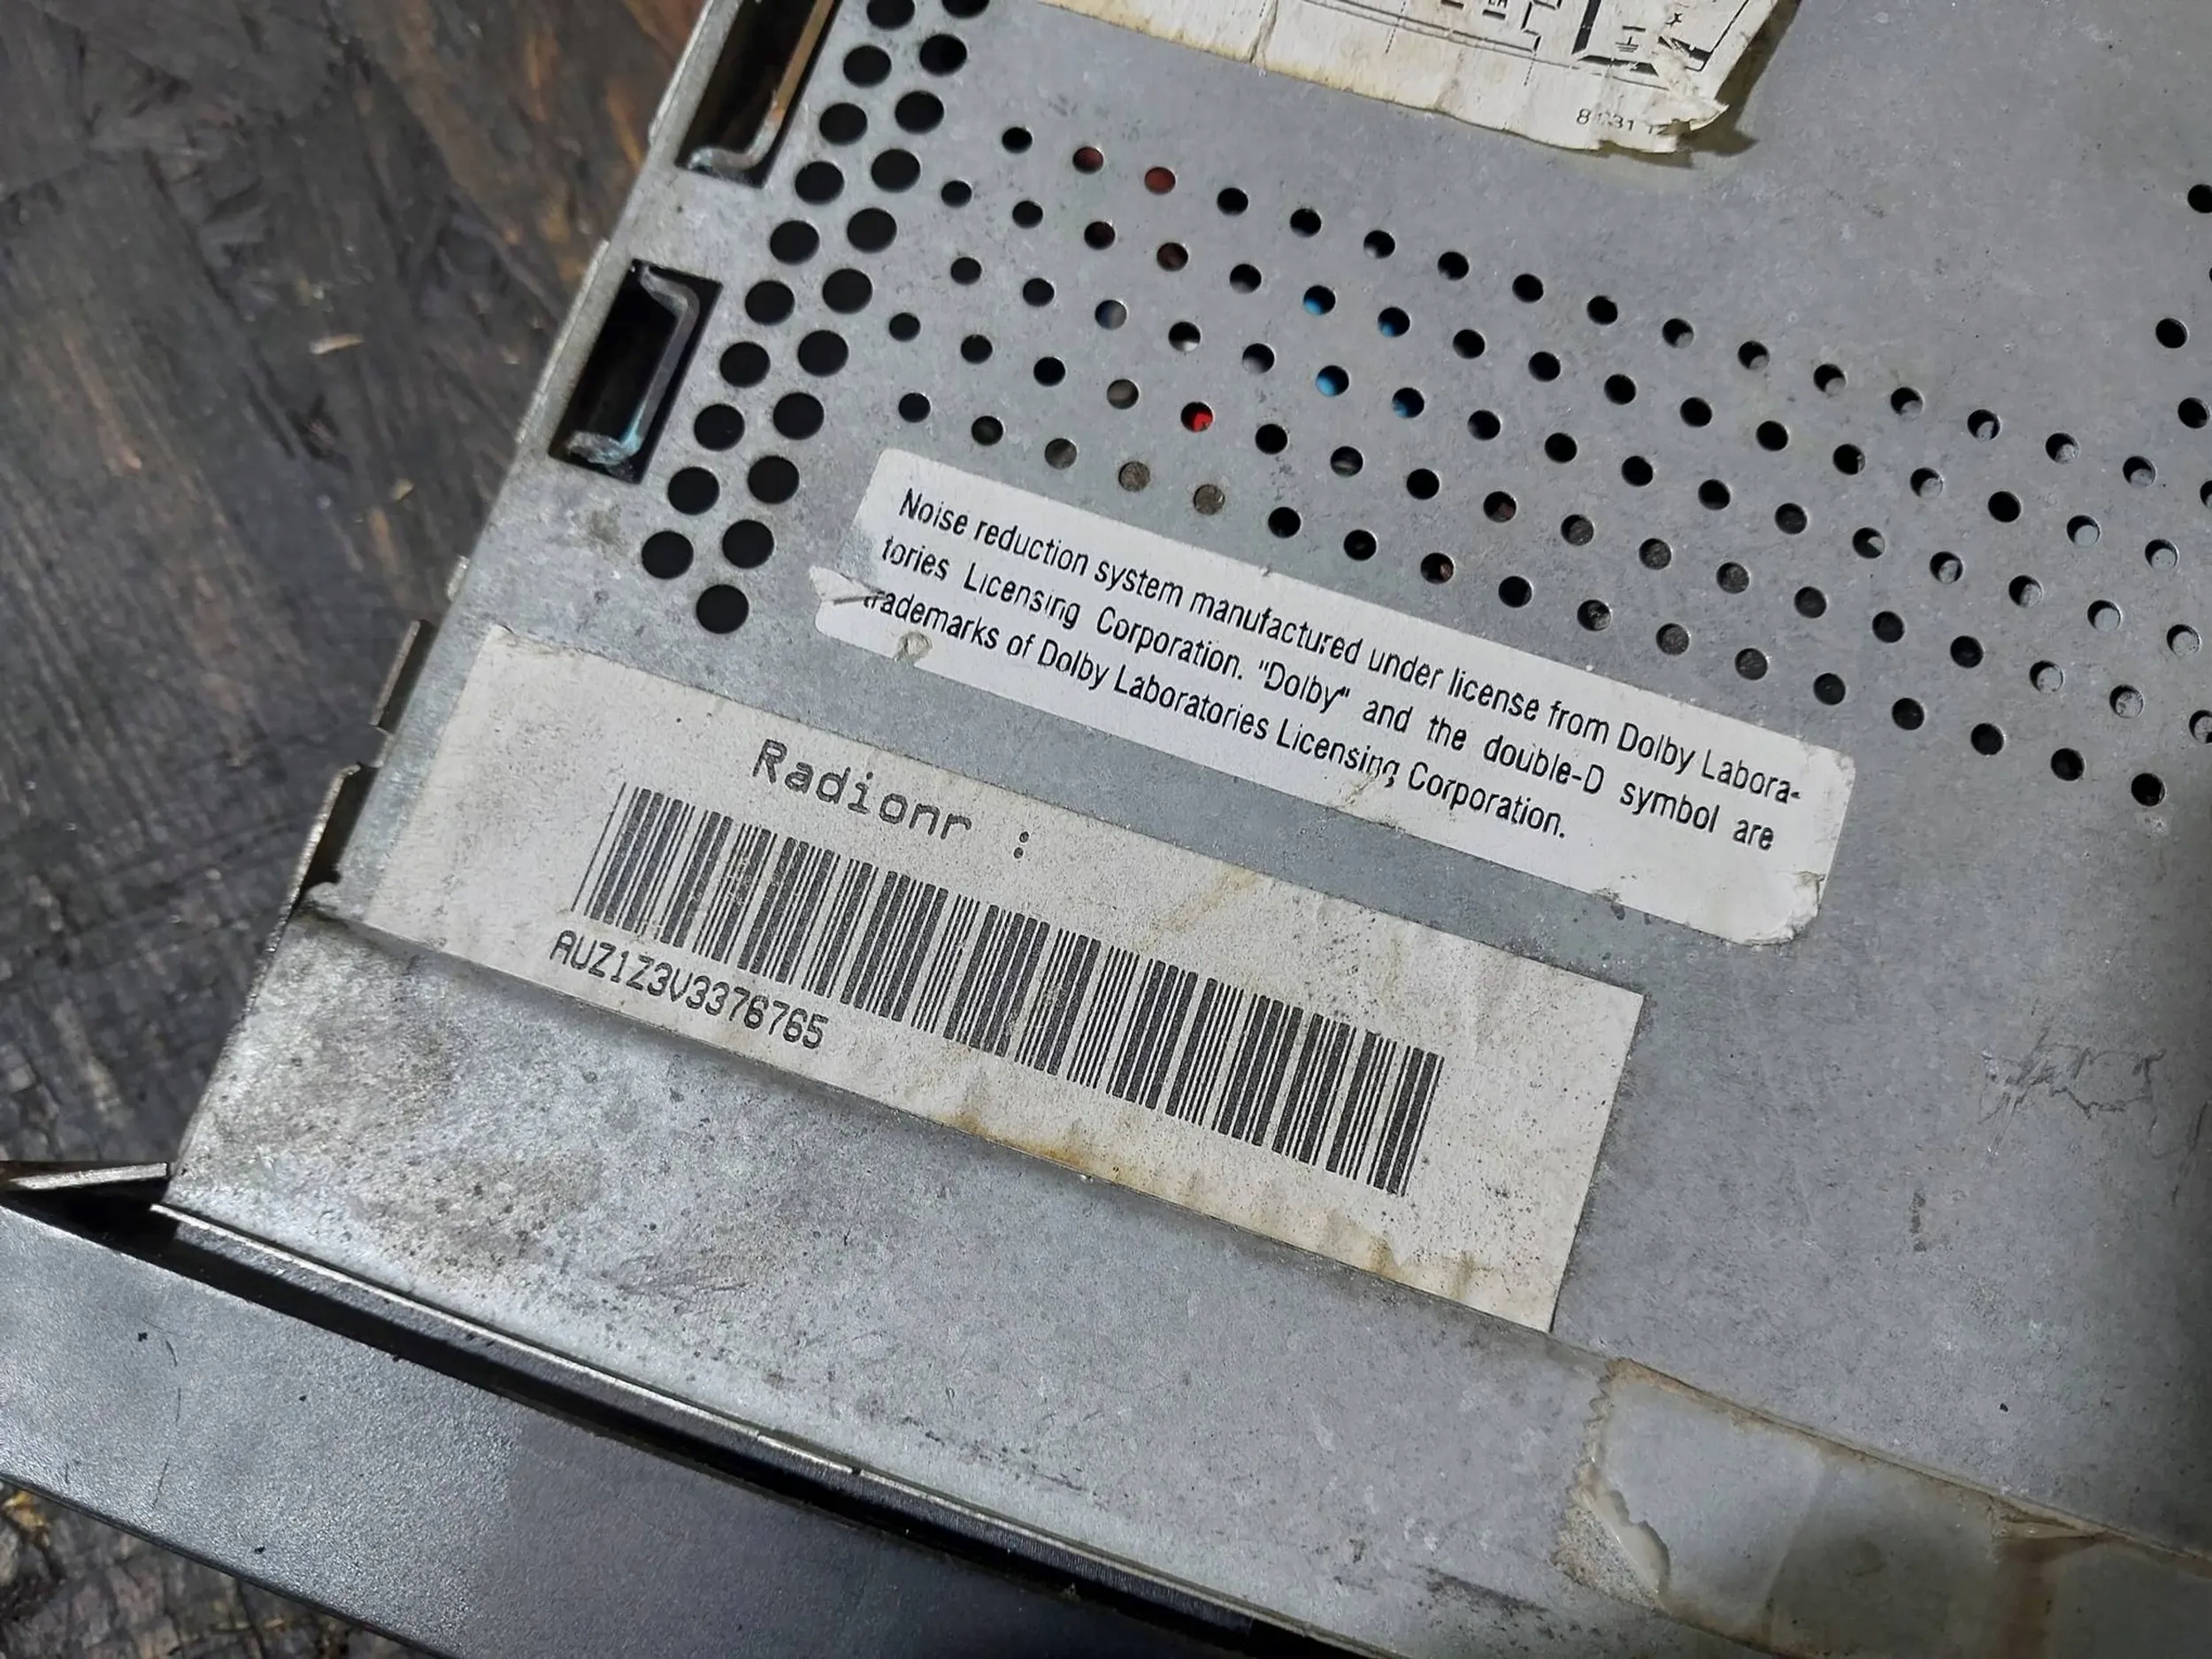 Noise reduction system manufactured under license from Dolby Labora-
tories Licensing Corporation. "Dolby" and the double-D symbol are
trademarks of Dolby Laboratories Licensing Corporation.
Radionr :
AUZ1Z3V3376765